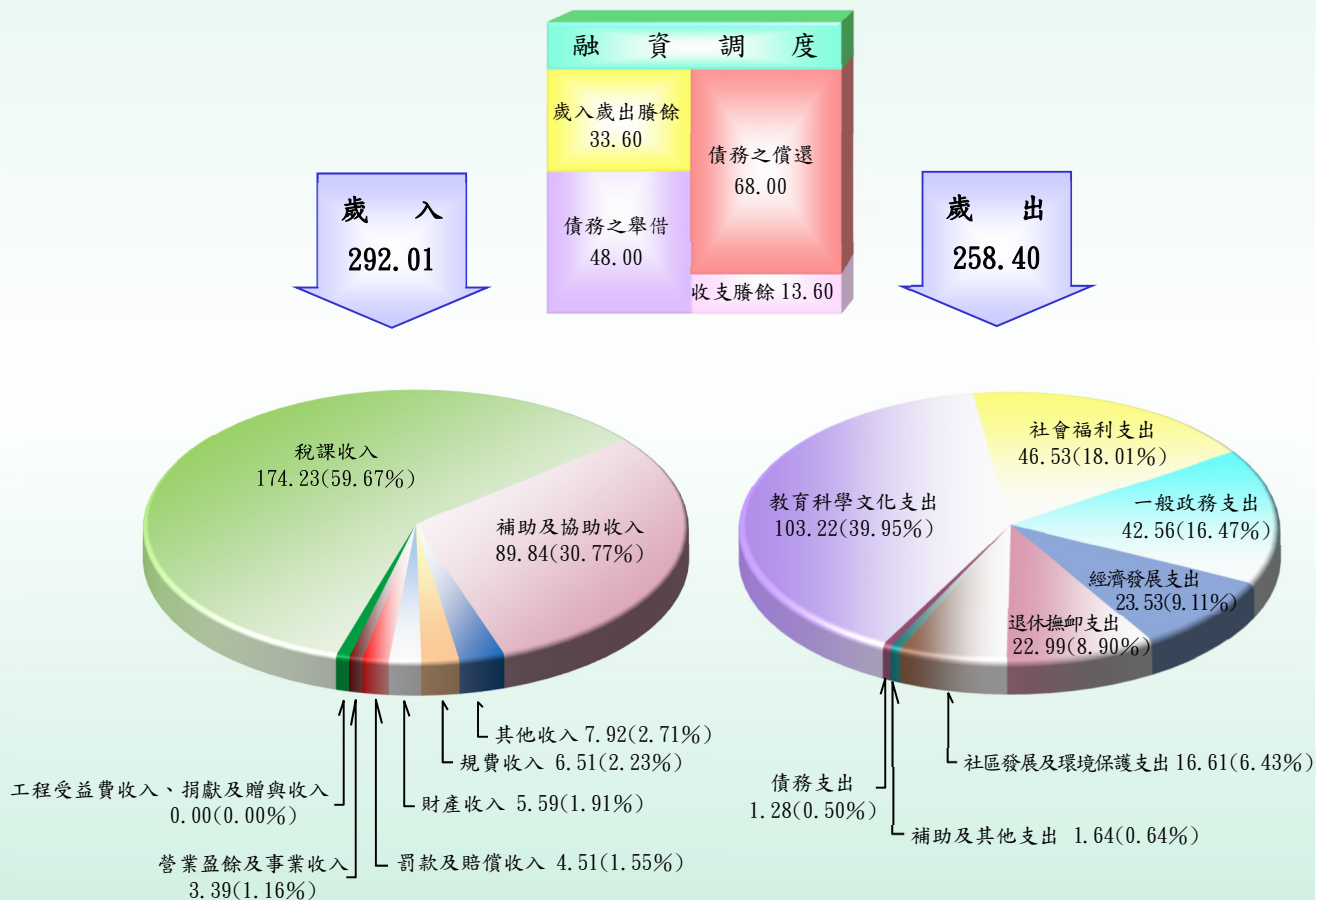 融資調度
歲入歲出賸餘
33.60
債務之舉借
48.00
債務之償還
68.00
收支賸餘 13.60
歲入
292.01
歲出
258.40
稅課收入
174.23(59.67%)
補助及協助收入
89.84(30.77%)
其他收入 7.92(2.71%)
規費收入 6.51(2.23%)
財產收入 5.59(1.91%)
罰款及賠償收入 4.51(1.55%)
營業盈餘及事業收入
3.39(1.16%)
工程受益費收入、捐獻及贈與收入
0.00(0.00%)
教育科學文化支出
103.22(39.95%)
社會福利支出
46.53(18.01%)
一般政務支出
42.56(16.47%)
經濟發展支出
23.53(9.11%)
退休撫卹支出
22.99(8.90%)
社區發展及環境保護支出 16.61(6.43%)
補助及其他支出 1.64(0.64%)
債務支出
1.28(0.50%)